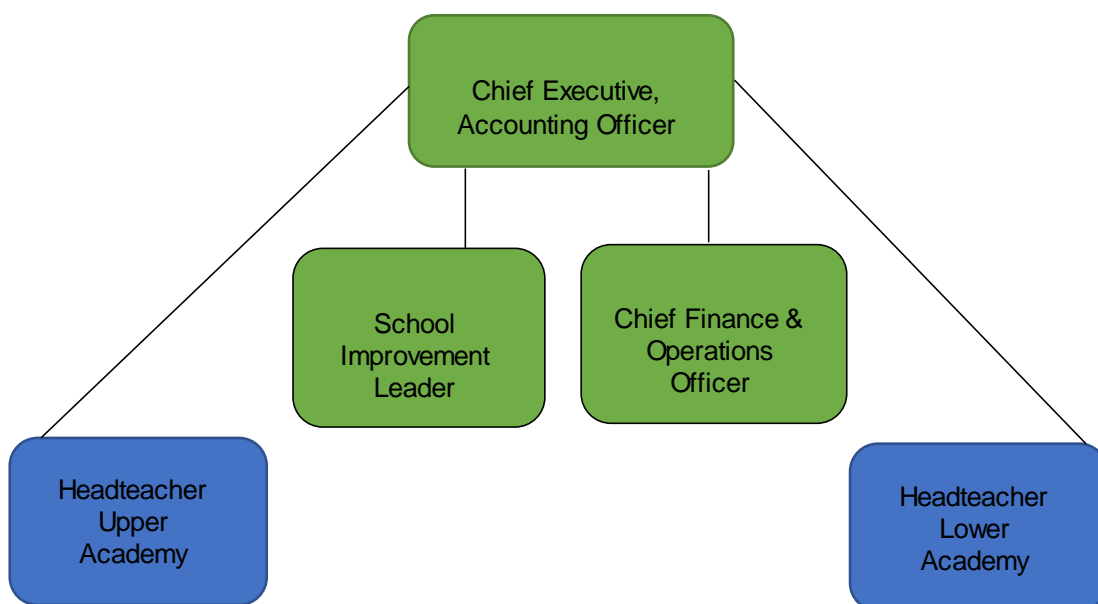 Chief Executive,
Accounting Officer
School
Improvement
Leader
Chief Finance &
Operations
Officer
Headteacher
Upper
Academy
Headteacher
Lower
Academy